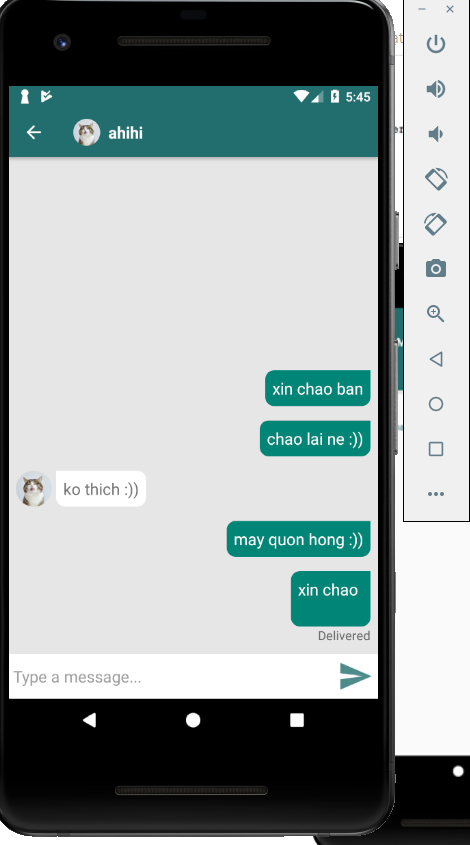 5:45
ahihi
xin chao ban
chao lai ne :))
ko thich :))
may quon hong :))
xin chao
Delivered
Type a message...